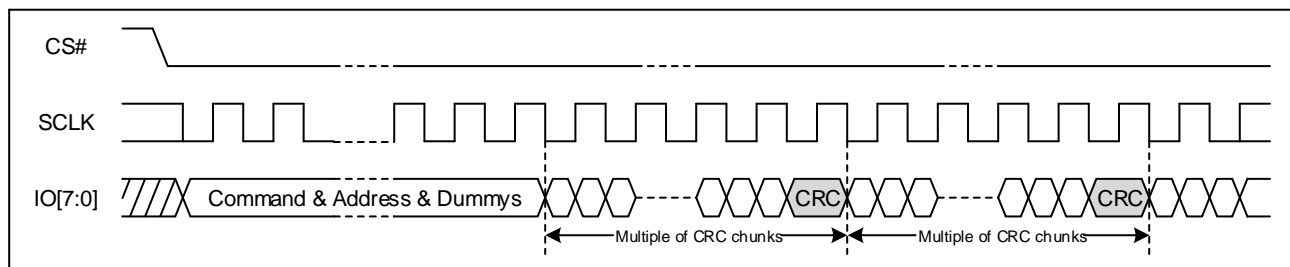 CS#
SCLK
IO[7:0]
Command & Address & Dummys
CRC
CRC
Multiple of CRC chunks
Multiple of CRC chunks